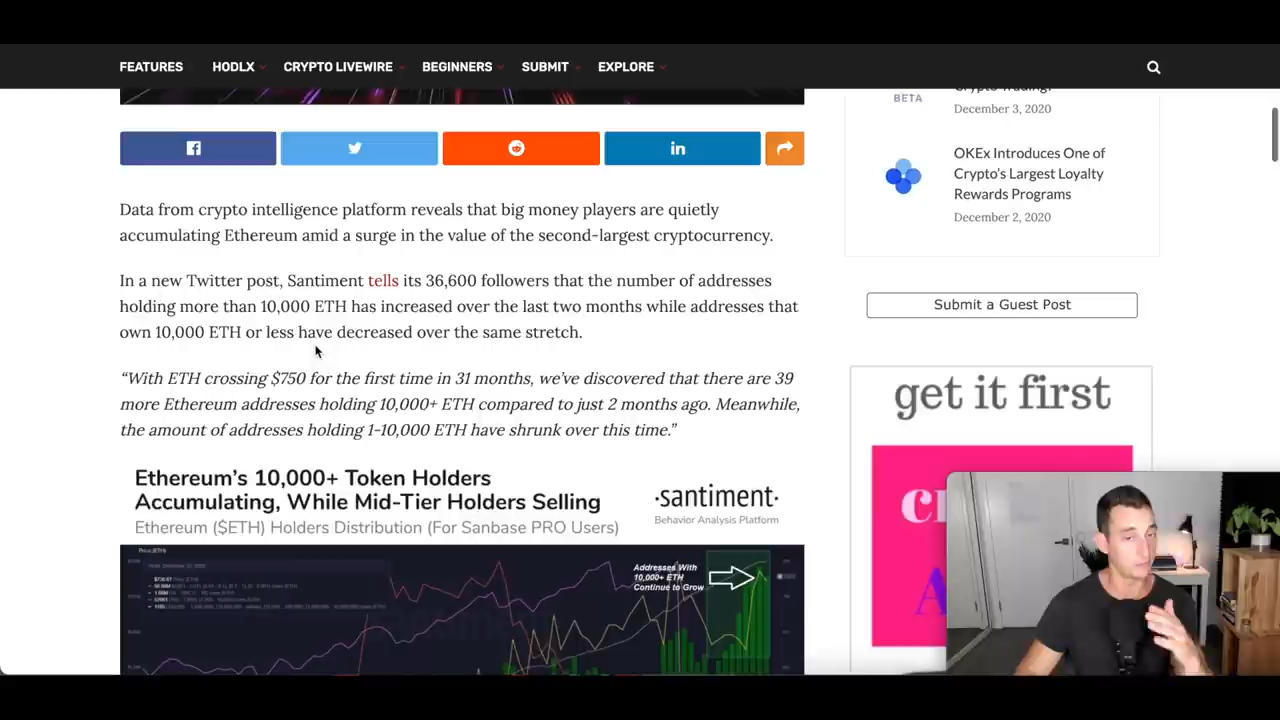 FEATURES HODLX CRYPTO LIVEWIRE BEGINNERS SUBMIT EXPLORE
BETA
December 3, 2020
OKEx Introduces One of
Crypto's Largest Loyalty
Rewards Programs
December 2, 2020
Data from crypto intelligence platform reveals that big money players are quietly
accumulating Ethereum amid a surge in the value of the second-largest cryptocurrency.
In a new Twitter post, Santiment tells its 36,600 followers that the number of addresses
holding more than 10,000 ETH has increased over the last two months while addresses that
own 10,000 ETH or less have decreased over the same stretch.
“With ETH crossing $750 for the first time in 31 months, we’ve discovered that there are 39
more Ethereum addresses holding 10,000+ ETH compared to just 2 months ago. Meanwhile,
the amount of addresses holding 1-10,000 ETH have shrunk over this time.”
Ethereum's 10,000+ Token Holders
Accumulating, While Mid-Tier Holders Selling
Ethereum ($ETH) Holders Distribution (For Sanbase PRO Users)
·santiment·
Behavior Analysis Platform
Addresses With
10,000+ ETH
Continue to Grow
Submit a Guest Post
get it first